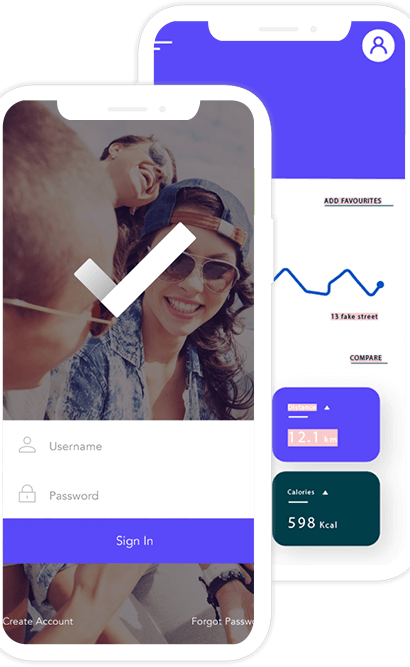 ADD FAVOURITES
13 fake street
COMPARE
Distance
12.1 km
Calories
598 Kcal
Username
Password
Sign In
Create Account
Forgot Passwo